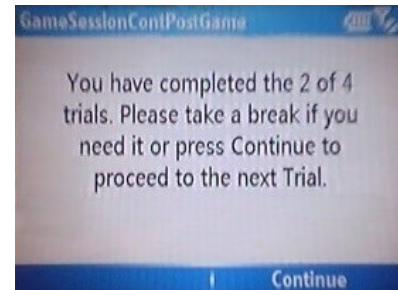 GameSessionContPostGame
You have completed the 2 of 4
trials. Please take a break if you
need it or press Continue to
proceed to the next Trial.
Continue